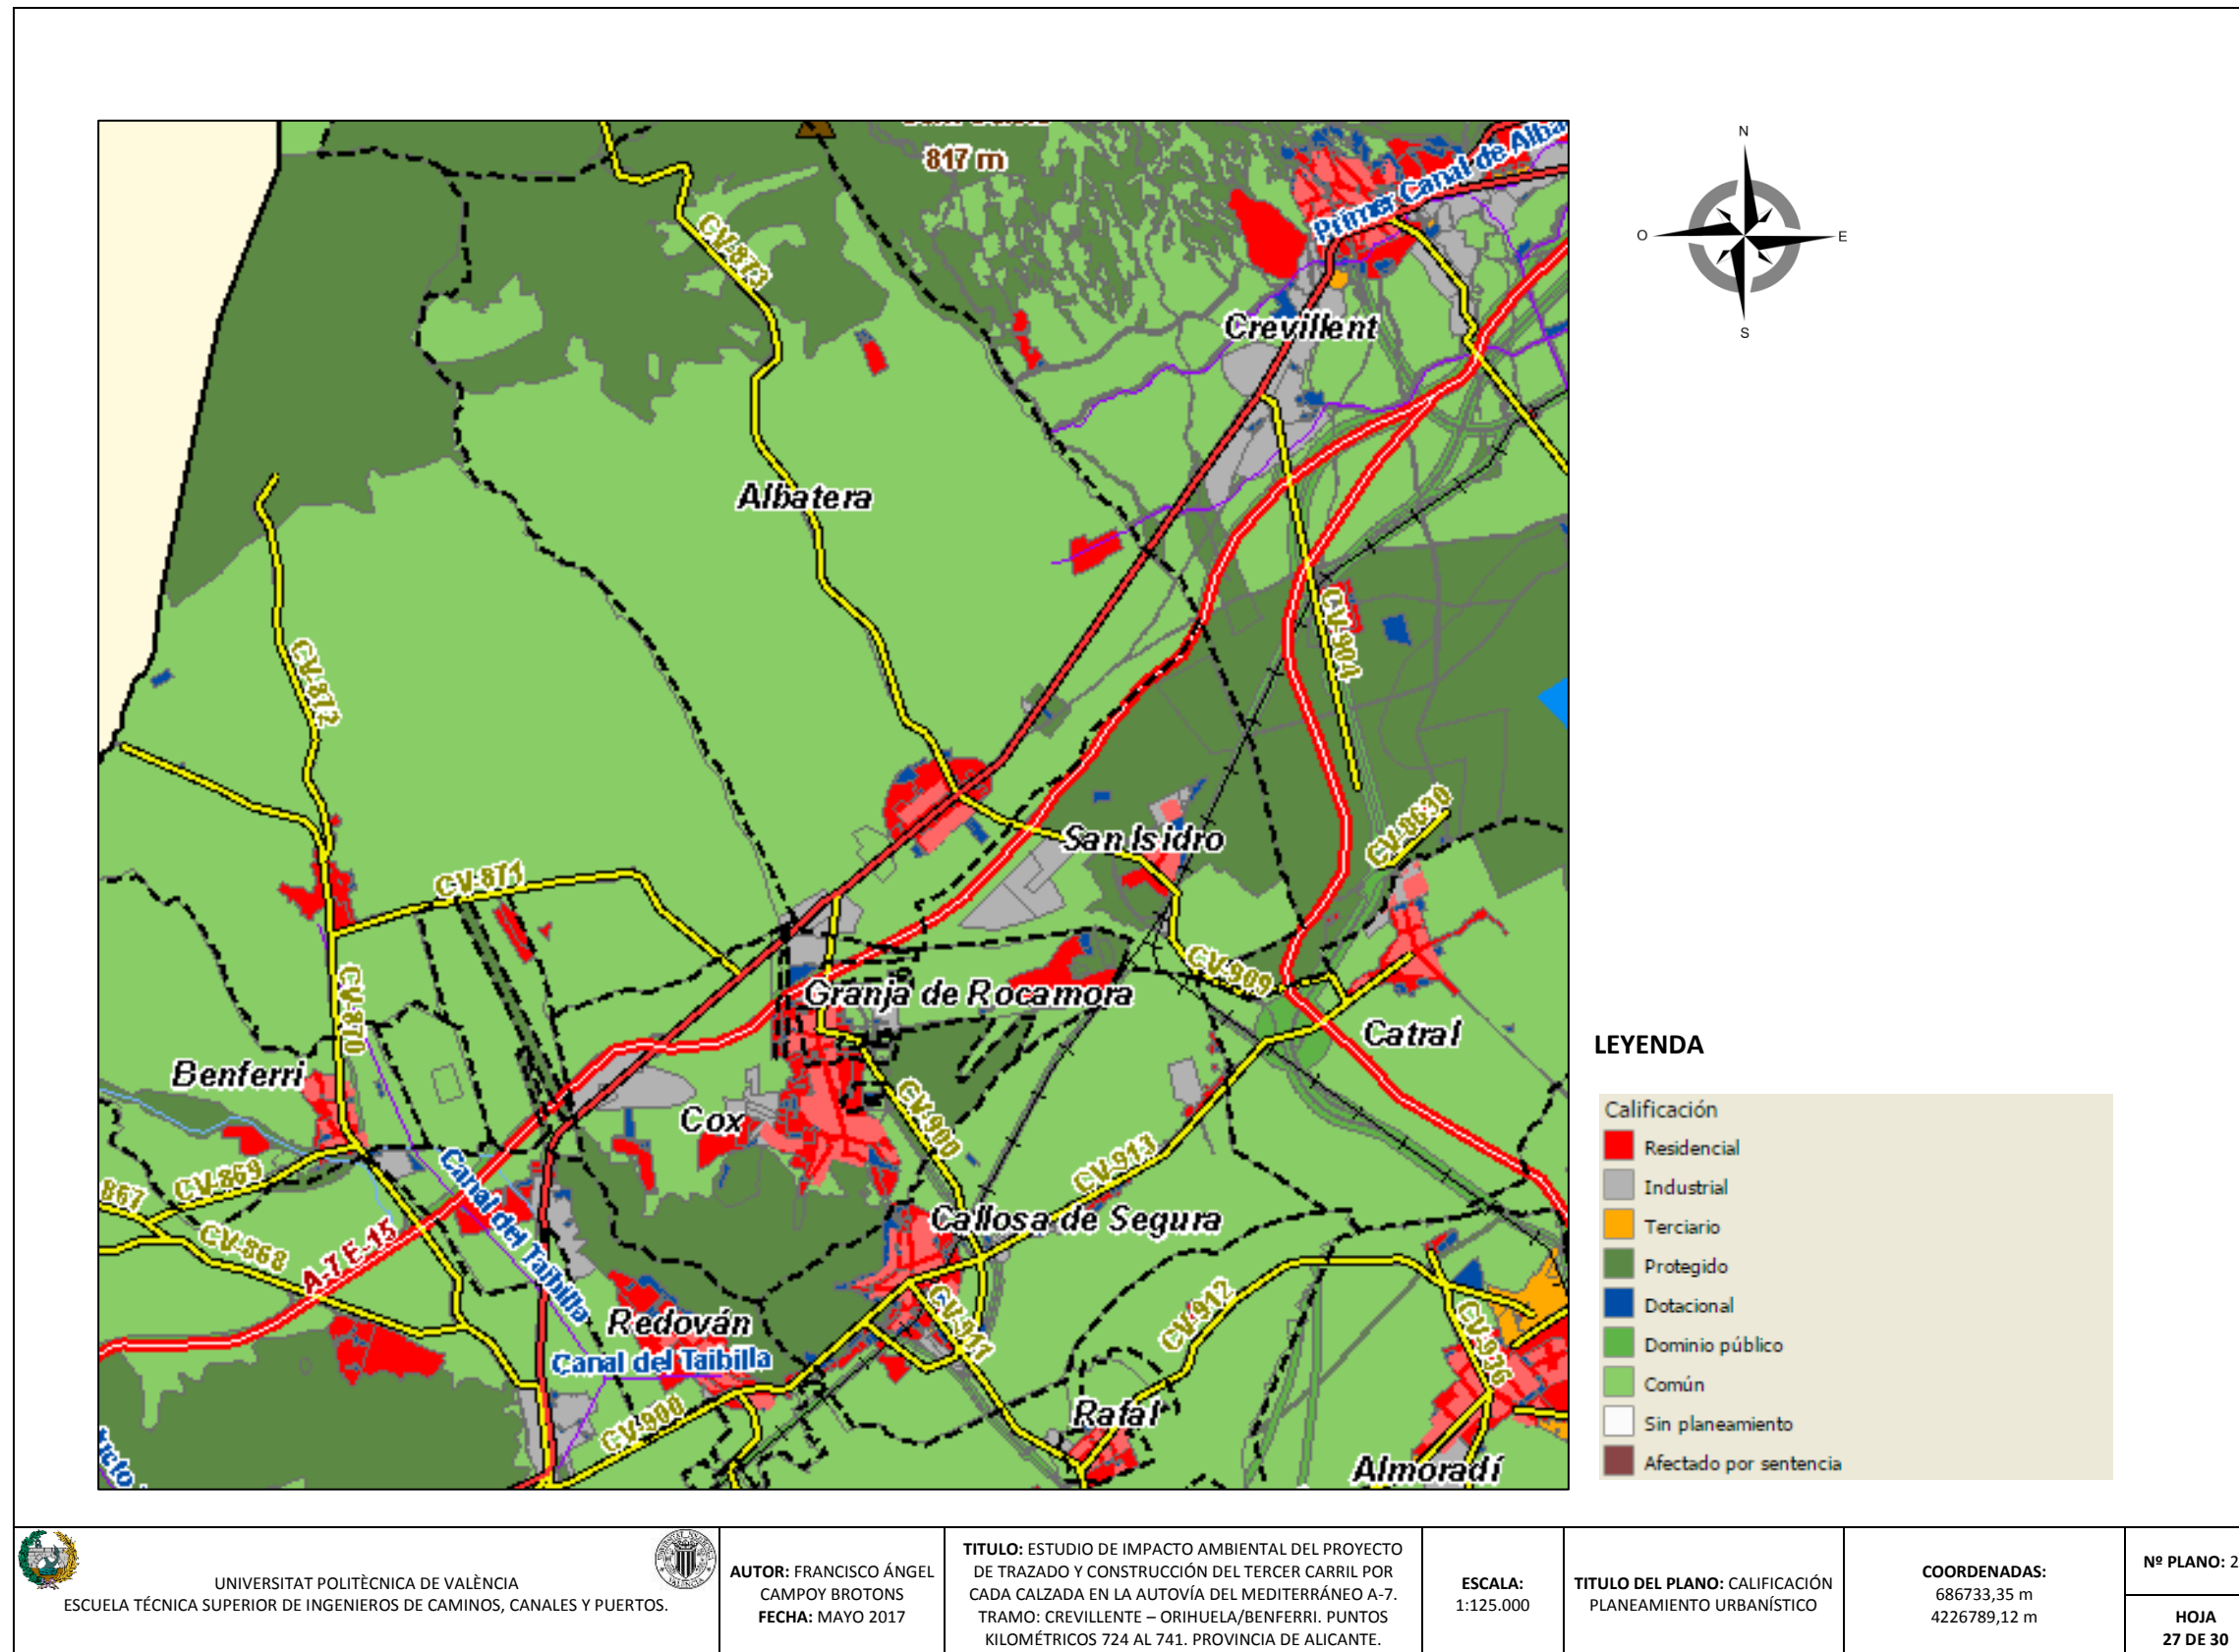 817 m
Primer Canal de Alba
CV-873
Crevillent
Albatera
CV-904
CV-872
CV-8630
San Isidro
CV-871
CV-909
CV-870
Granja de Rocamora
Catral
Benferri
Cox
CV-900
CV-913
867
CV-869
Canal del Taibilla
CV-868
A-7 E-15
Callosa de Segura
CV-912
CV-911
CV-936
Redován
Canal del Taibilla
CV-900
Rafal
Almoradí
N
O
E
S
LEYENDA
Calificación
Residencial
Industrial
Terciario
Protegido
Dotacional
Dominio público
Común
Sin planeamiento
Afectado por sentencia
UNIVERSITAT POLITÈCNICA DE VALÈNCIA
ESCUELA TÉCNICA SUPERIOR DE INGENIEROS DE CAMINOS, CANALES Y PUERTOS.
AUTOR: FRANCISCO ÁNGEL
CAMPOY BROTONS
FECHA: MAYO 2017
TITULO: ESTUDIO DE IMPACTO AMBIENTAL DEL PROYECTO
DE TRAZADO Y CONSTRUCCIÓN DEL TERCER CARRIL POR
CADA CALZADA EN LA AUTOVÍA DEL MEDITERRÁNEO A-7.
TRAMO: CREVILLENTE – ORIHUELA/BENFERRI. PUNTOS
KILOMÉTRICOS 724 AL 741. PROVINCIA DE ALICANTE.
ESCALA:
1:125.000
TITULO DEL PLANO: CALIFICACIÓN
PLANEAMIENTO URBANÍSTICO
COORDENADAS:
686733,35 m
4226789,12 m
Nº PLANO: 2
HOJA
27 DE 30